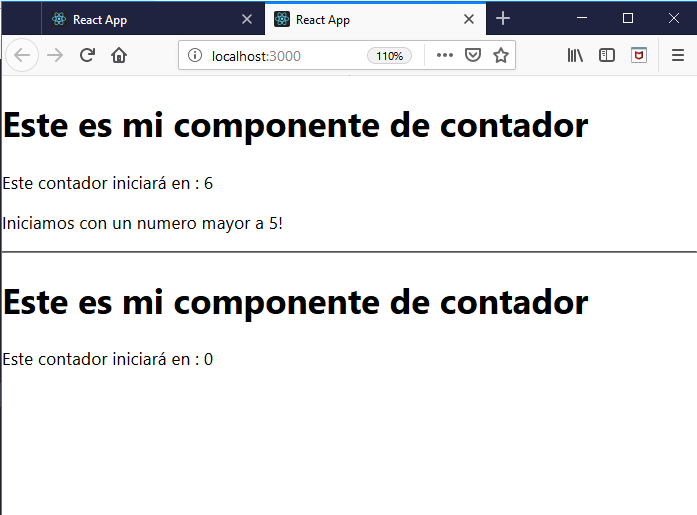 React App
React App
localhost:3000
110%
Este es mi componente de contador
Este contador iniciará en : 6
Iniciamos con un numero mayor a 5!
Este es mi componente de contador
Este contador iniciará en : 0